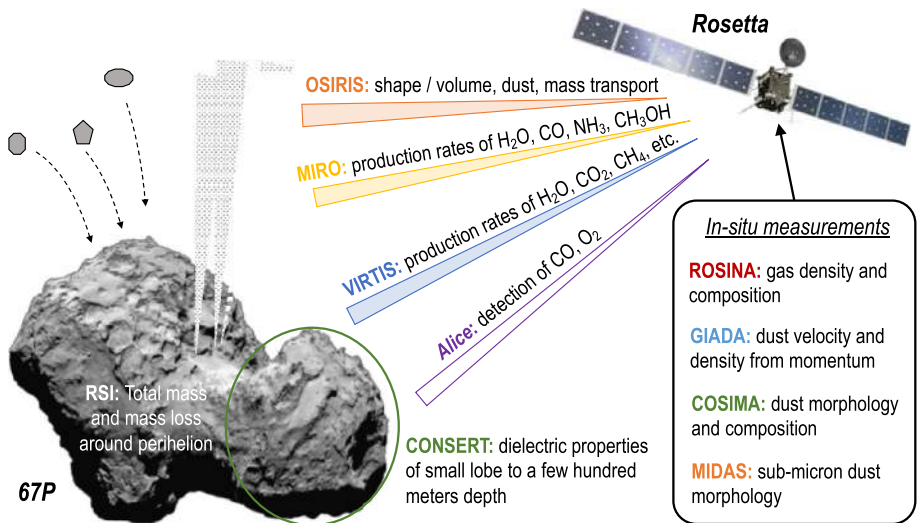 Rosetta
OSIRIS: shape / volume, dust, mass transport
MIRO: production rates of H₂O, CO, NH₃, CH₃OH
VIRTIS: production rates of H₂O, CO₂, CH₄, etc.
Alice: detection of CO, O₂
In-situ measurements
ROSINA: gas density and
composition
GIADA: dust velocity and
density from momentum
COSIMA: dust morphology
and composition
MIDAS: sub-micron dust
morphology
RSI: Total mass
and mass loss
around perihelion
CONSERT: dielectric properties
of small lobe to a few hundred
meters depth
67P